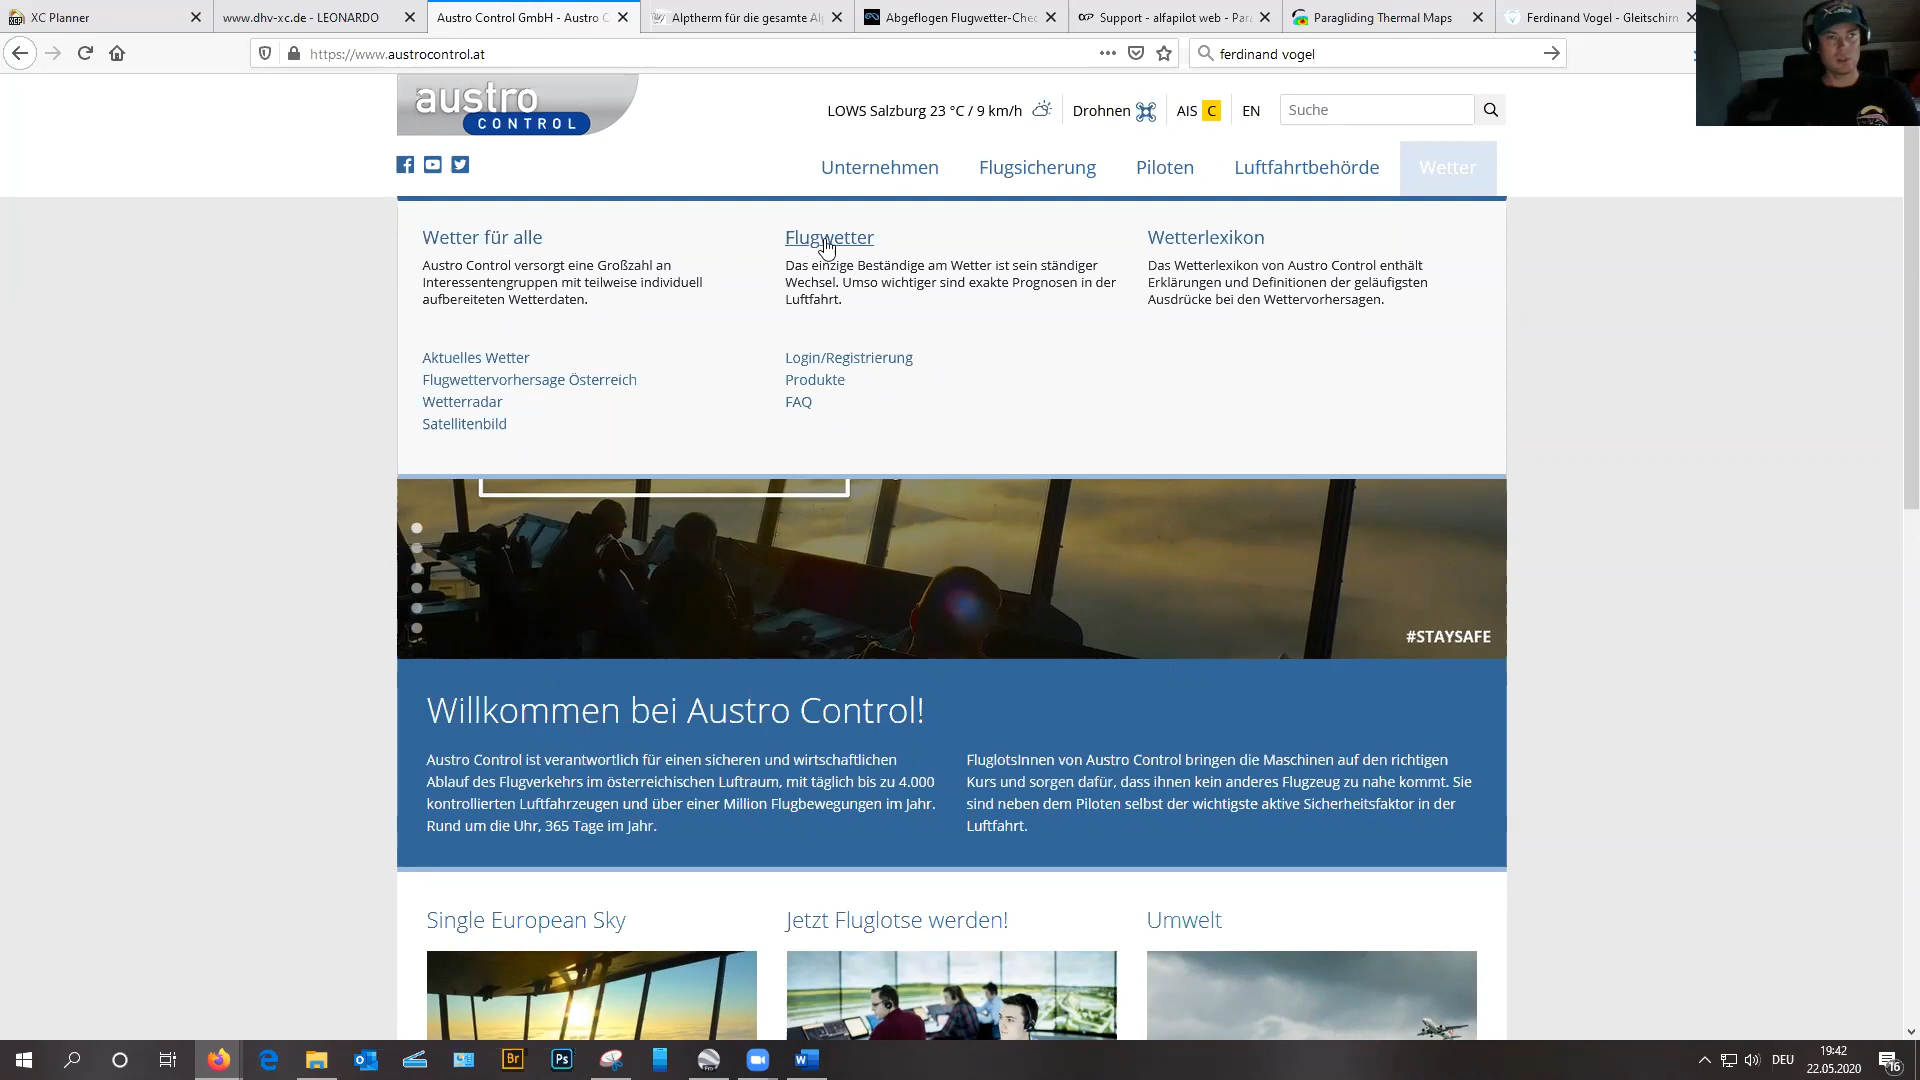 XC Planner
www.dhv-xc.de - LEONARDO
Austro Control GmbH - Austro C
Alptherm für die gesamte Al
Abgeflogen Flugwetter-Chec
Support - alfapilot web - Para
Paragliding Thermal Maps
Ferdinand Vogel - Gleitschirm
https://www.austrocontrol.at
ferdinand vogel
austro
CONTROL
LOWS Salzburg 23 °C / 9 km/h
Drohnen
AIS C
EN
Suche
Unternehmen
Flugsicherung
Piloten
Luftfahrtbehörde
Wetter
Wetter für alle
Austro Control versorgt eine Großzahl an
Interessentengruppen mit teilweise individuell
aufbereiteten Wetterdaten.
Aktuelles Wetter
Flugwettervorhersage Österreich
Wetterradar
Satellitenbild
Flugwetter
Das einzige Beständige am Wetter ist sein ständiger
Wechsel. Umso wichtiger sind exakte Prognosen in der
Luftfahrt.
Login/Registrierung
Produkte
FAQ
Wetterlexikon
Das Wetterlexikon von Austro Control enthält
Erklärungen und Definitionen der geläufigsten
Ausdrücke bei den Wettervorhersagen.
#STAYSAFE
Willkommen bei Austro Control!
Austro Control ist verantwortlich für einen sicheren und wirtschaftlichen
Ablauf des Flugverkehrs im österreichischen Luftraum, mit täglich bis zu 4.000
kontrollierten Luftfahrzeugen und über einer Million Flugbewegungen im Jahr.
Rund um die Uhr, 365 Tage im Jahr.
FluglotsInnen von Austro Control bringen die Maschinen auf den richtigen
Kurs und sorgen dafür, dass ihnen kein anderes Flugzeug zu nahe kommt. Sie
sind neben dem Piloten selbst der wichtigste aktive Sicherheitsfaktor in der
Luftfahrt.
Single European Sky
Jetzt Fluglotse werden!
Umwelt
Br
Ps
DEU
19:42
22.05.2020
16